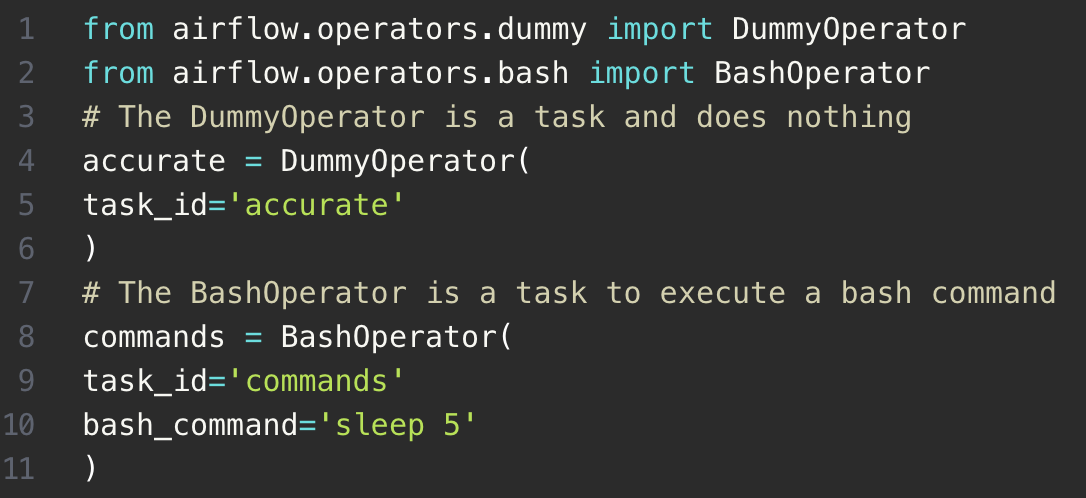 1 from airflow.operators.dummy import DummyOperator
2 from airflow.operators.bash import BashOperator
3 # The DummyOperator is a task and does nothing
4 accurate = DummyOperator(
5 task_id='accurate'
6 )
7 # The BashOperator is a task to execute a bash command
8 commands = BashOperator(
9 task_id='commands'
10 bash_command='sleep 5'
11 )